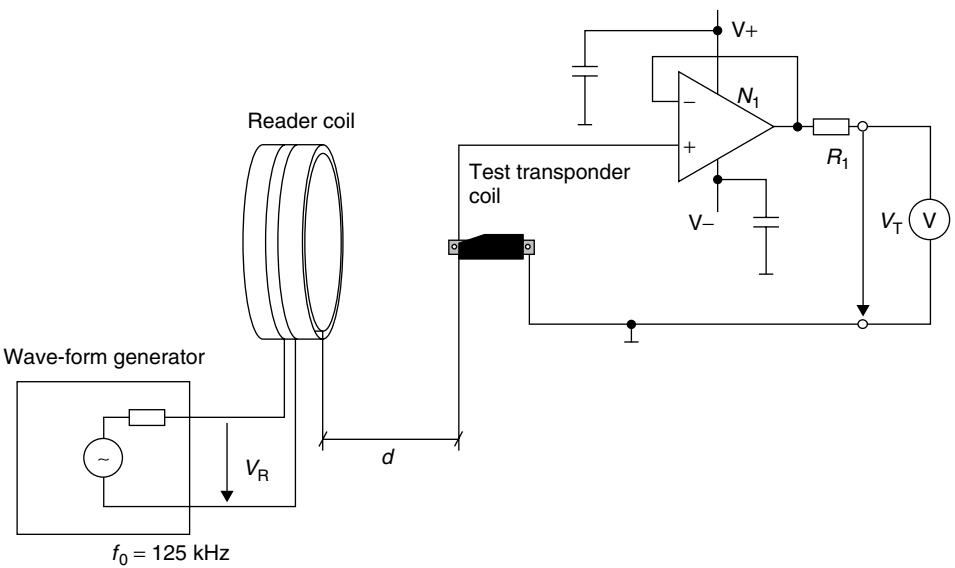 V+
−
N1
+
R1
Reader coil
Test transponder
coil
V−
VT
V
Wave-form generator
~
VR
d
f0 = 125 kHz